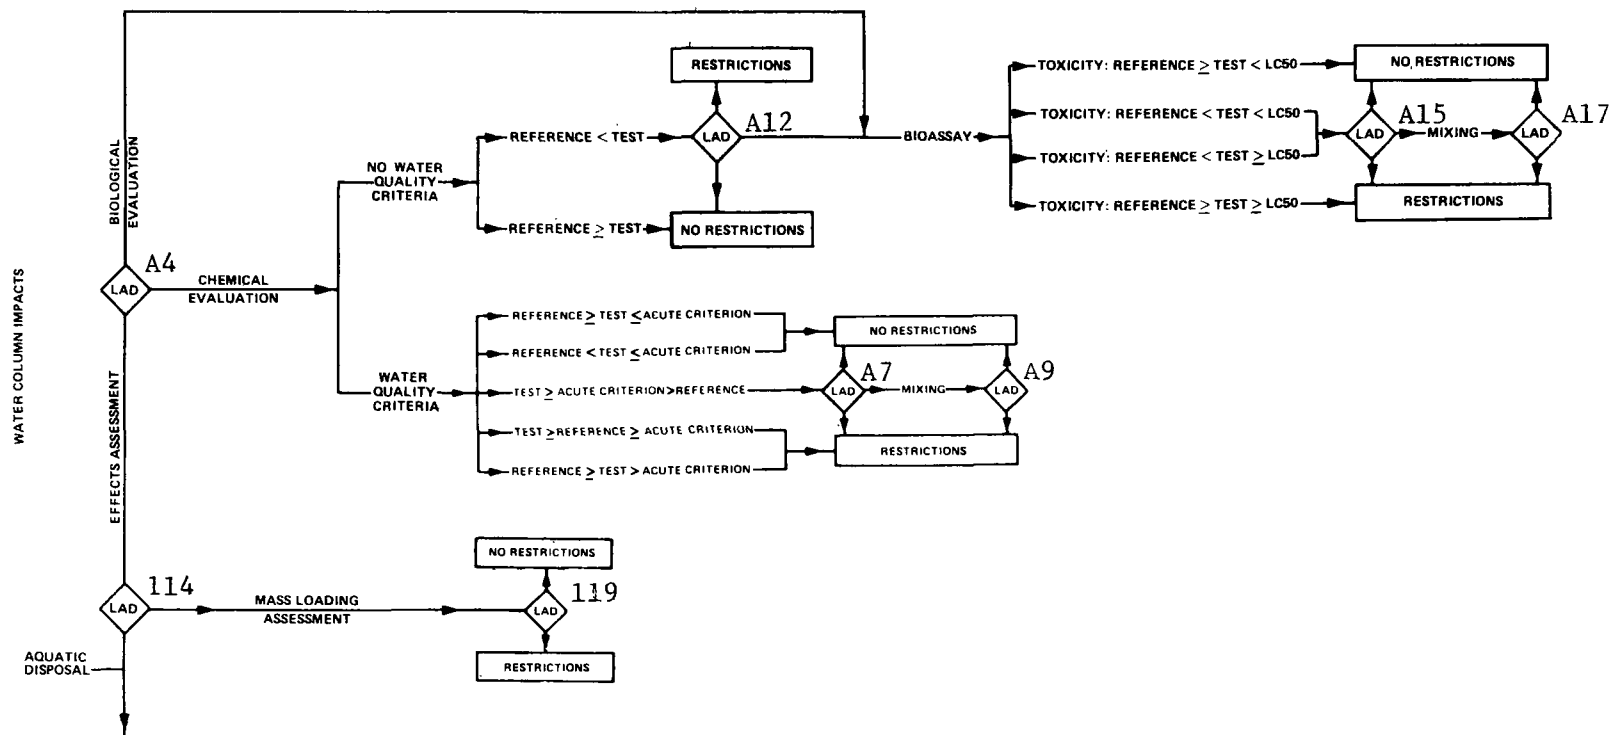 WATER COLUMN IMPACTS
BIOLOGICAL
EVALUATION
EFFECTS ASSESSMENT
LAD
A4
CHEMICAL
EVALUATION
NO WATER
QUALITY
CRITERIA
REFERENCE < TEST
REFERENCE ≥ TEST
RESTRICTIONS
LAD
A12
NO RESTRICTIONS
BIOASSAY
TOXICITY: REFERENCE ≥ TEST < LC50
TOXICITY: REFERENCE < TEST < LC50
TOXICITY: REFERENCE < TEST ≥ LC50
TOXICITY: REFERENCE ≥ TEST ≥ LC50
NO RESTRICTIONS
LAD
A15
MIXING
LAD
A17
RESTRICTIONS
WATER
QUALITY
CRITERIA
REFERENCE ≥ TEST ≤ ACUTE CRITERION
REFERENCE < TEST ≤ ACUTE CRITERION
TEST ≥ ACUTE CRITERION>REFERENCE
TEST ≥REFERENCE ≥ ACUTE CRITERION
REFERENCE ≥ TEST > ACUTE CRITERION
NO RESTRICTIONS
LAD
A7
MIXING
LAD
A9
RESTRICTIONS
LAD
114
MASS LOADING
ASSESSMENT
NO RESTRICTIONS
LAD
119
RESTRICTIONS
AQUATIC
DISPOSAL